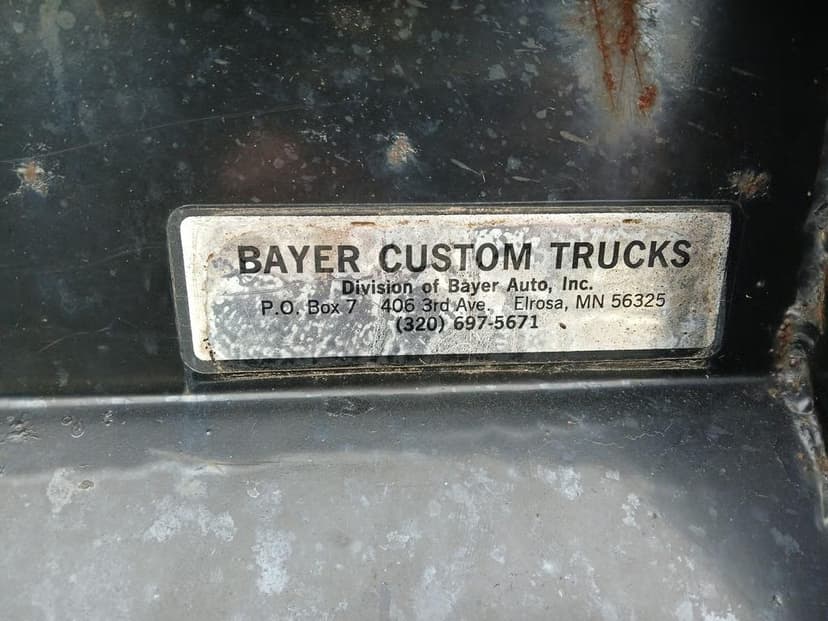 BAYER CUSTOM TRUCKS
Division of Bayer Auto, Inc.
P.O. Box 7 406 3rd Ave. Elrosa, MN 56325
(320) 697-5671